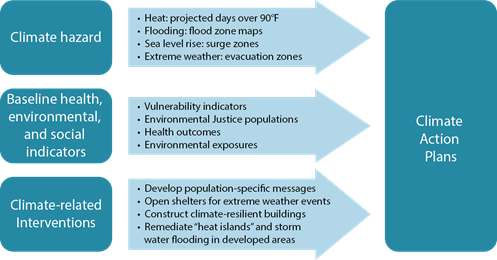 Climate hazard
• Heat: projected days over 90°F
• Flooding: flood zone maps
• Sea level rise: surge zones
• Extreme weather: evacuation zones
Baseline health,
environmental,
and social
indicators
• Vulnerability indicators
• Environmental Justice populations
• Health outcomes
• Environmental exposures
Climate-related
Interventions
• Develop population-specific messages
• Open shelters for extreme weather events
• Construct climate-resilient buildings
• Remediate "heat islands" and storm
water flooding in developed areas
Climate
Action
Plans